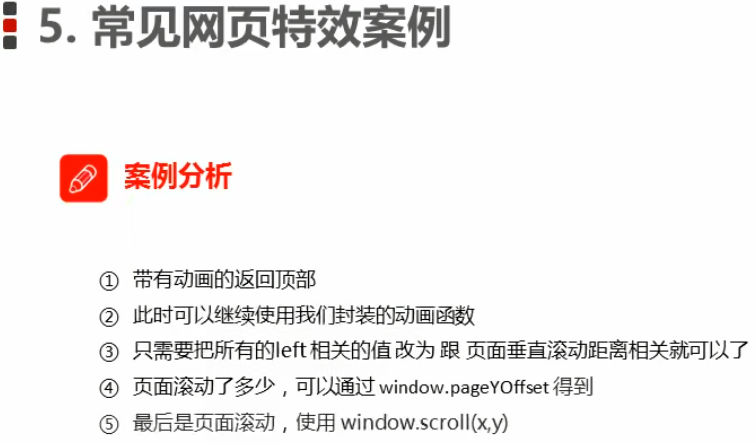 5. 常见网页特效案例
案例分析
① 带有动画的返回顶部
② 此时可以继续使用我们封装的动画函数
③ 只需要把所有的left 相关的值 改为 跟 页面垂直滚动距离相关就可以了
④ 页面滚动了多少，可以通过 window.pageYOffset 得到
⑤ 最后是页面滚动，使用 window.scroll(x,y)